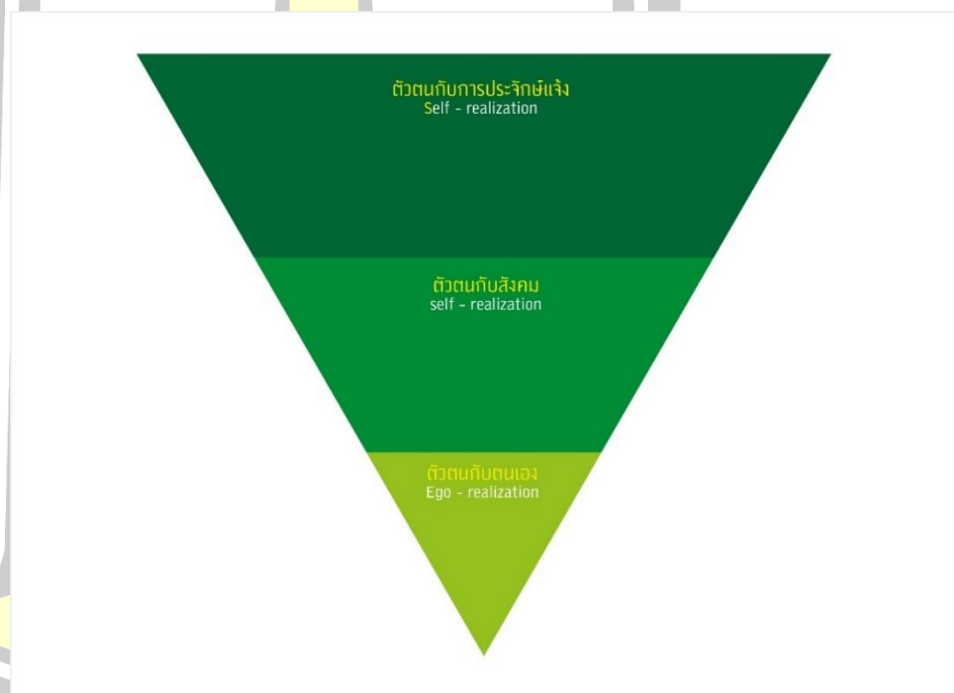 ตัวตนกับการประจักษ์แจ้ง
Self - realization
ตัวตนกับสังคม
self - realization
ตัวตนกับตนเอง
Ego - realization